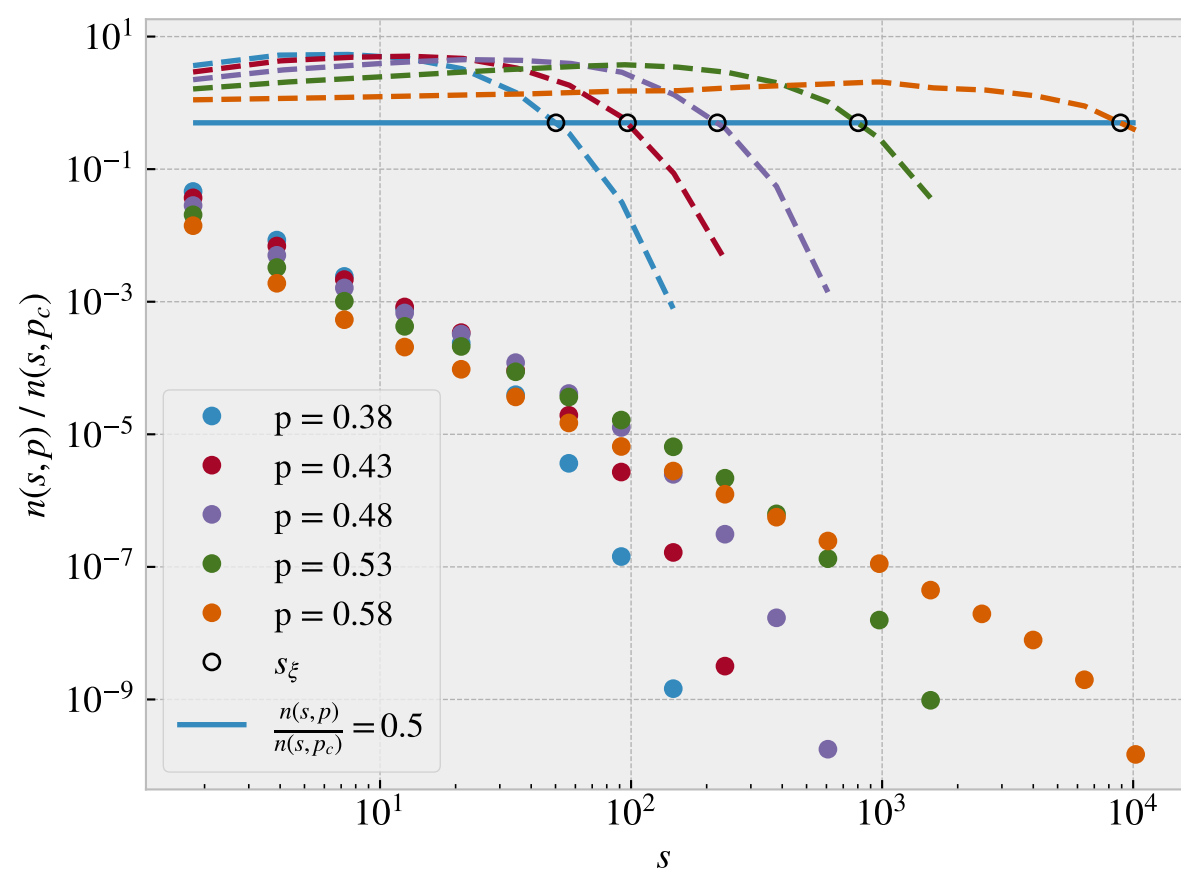 n(s, p) / n(s, p_c)
10^1
10^{-1}
10^{-3}
10^{-5}
10^{-7}
10^{-9}
p = 0.38
p = 0.43
p = 0.48
p = 0.53
p = 0.58
s_ξ
n(s, p) / n(s, p_c) = 0.5
10^1
10^2
10^3
10^4
s